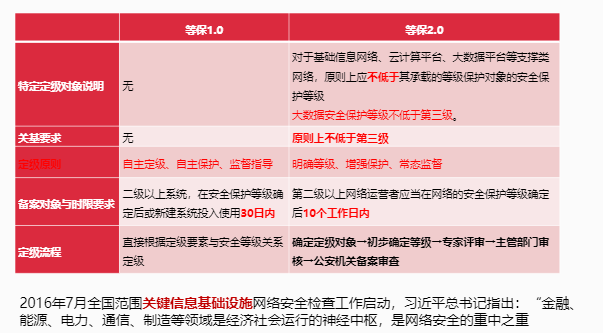 等保1.0 等保2.0
特定定级对象说明 无 对于基础信息网络、云计算平台、大数据平台等支撑类
网络，原则上应不低于其承载的等级保护对象的安全保
护等级
大数据安全保护等级不低于第三级。
关基要求 无 原则上不低于第三级
定级原则 自主定级、自主保护、监督指导 明确等级、增强保护、常态监督
备案对象与时限要求 二级以上系统，在安全保护等级确
定后或新建系统投入使用30日内
第二级以上网络运营者应当在网络的安全保护等级确定
后10个工作日内
定级流程 直接根据定级要素与安全等级关系
定级
确定定级对象→初步确定等级→专家评审→主管部门审
核→公安机关备案审查
2016年7月全国范围关键信息基础设施网络安全检查工作启动，习近平总书记指出：“金融、
能源、电力、通信、制造等领域是经济社会运行的神经中枢，是网络安全的重中之重